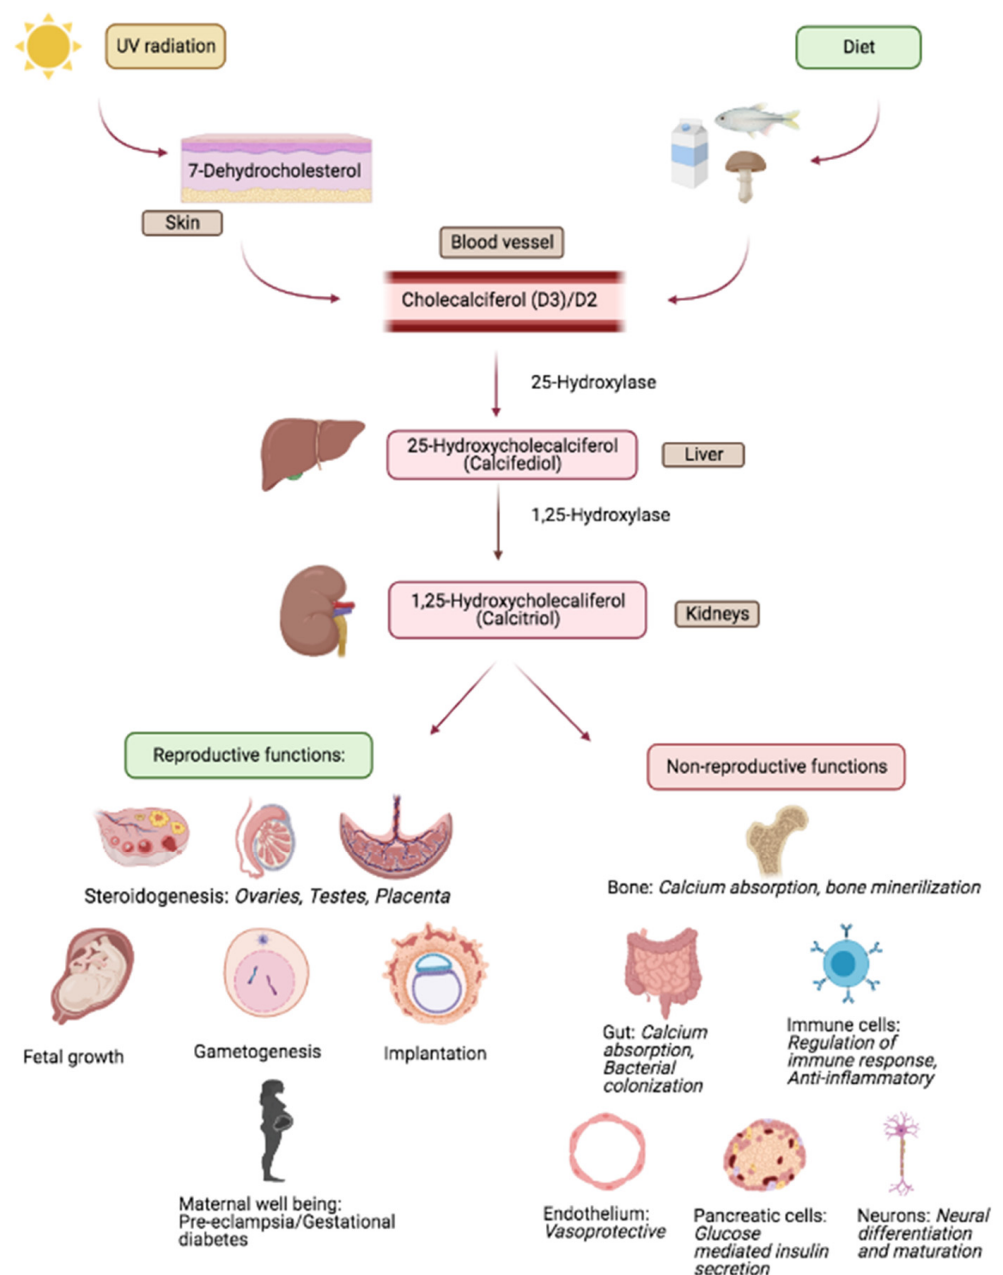 UV radiation
Diet
7-Dehydrocholesterol
Skin
Blood vessel
Cholecalciferol (D3)/D2
25-Hydroxylase
25-Hydroxycholecalciferol
(Calcifediol)
Liver
1,25-Hydroxylase
1,25-Hydroxycholecaliferol
(Calcitriol)
Kidneys
Reproductive functions:
Non-reproductive functions
Steroidogenesis: Ovaries, Testes, Placenta
Bone: Calcium absorption, bone minerilization
Fetal growth
Gametogenesis
Implantation
Gut: Calcium
absorption,
Bacterial
colonization
Immune cells:
Regulation of
immune response,
Anti-inflammatory
Maternal well being:
Pre-eclampsia/Gestational
diabetes
Endothelium:
Vasoprotective
Pancreatic cells:
Glucose
mediated insulin
secretion
Neurons: Neural
differentiation
and maturation